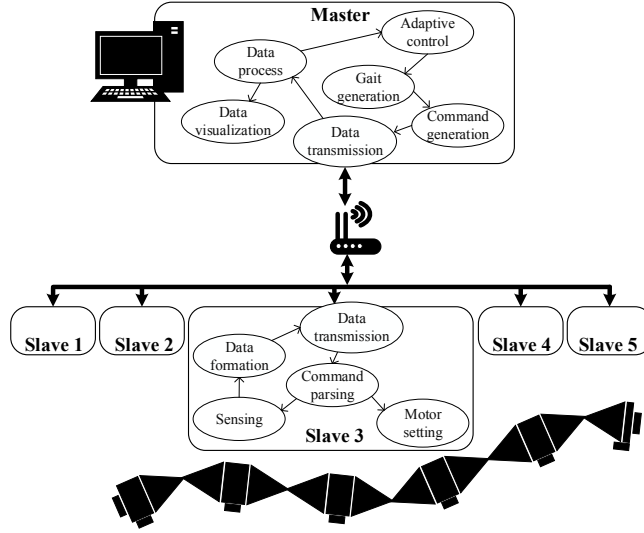 Master
Adaptive
control
Data
process
Gait
generation
Data
visualization
Command
generation
Data
transmission
Slave 1
Slave 2
Data
transmission
Data
formation
Command
parsing
Sensing
Motor
setting
Slave 3
Slave 4
Slave 5